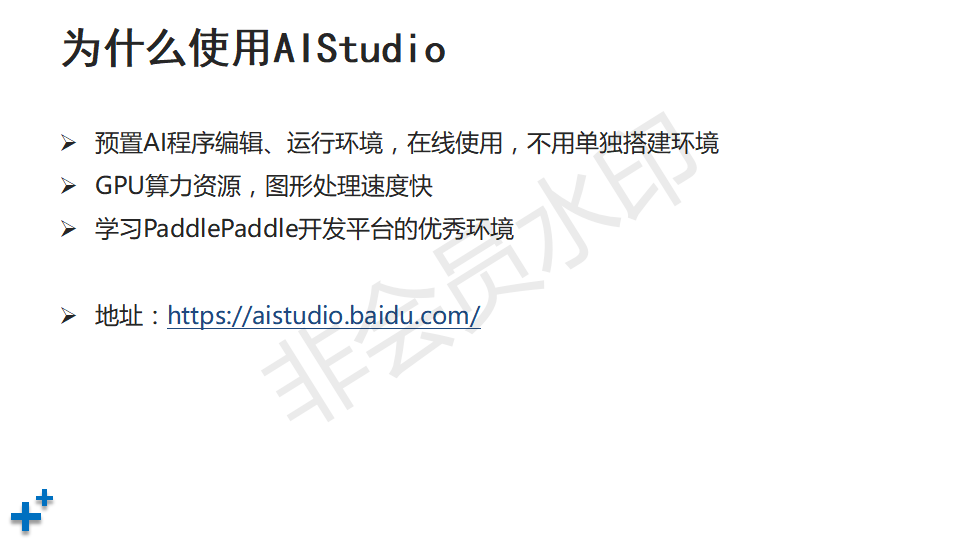 为什么使用AIStudio
预置AI程序编辑、运行环境，在线使用，不用单独搭建环境
GPU算力资源，图形处理速度快
学习PaddlePaddle开发平台的优秀环境
地址：https://aistudio.baidu.com/
非会员水印